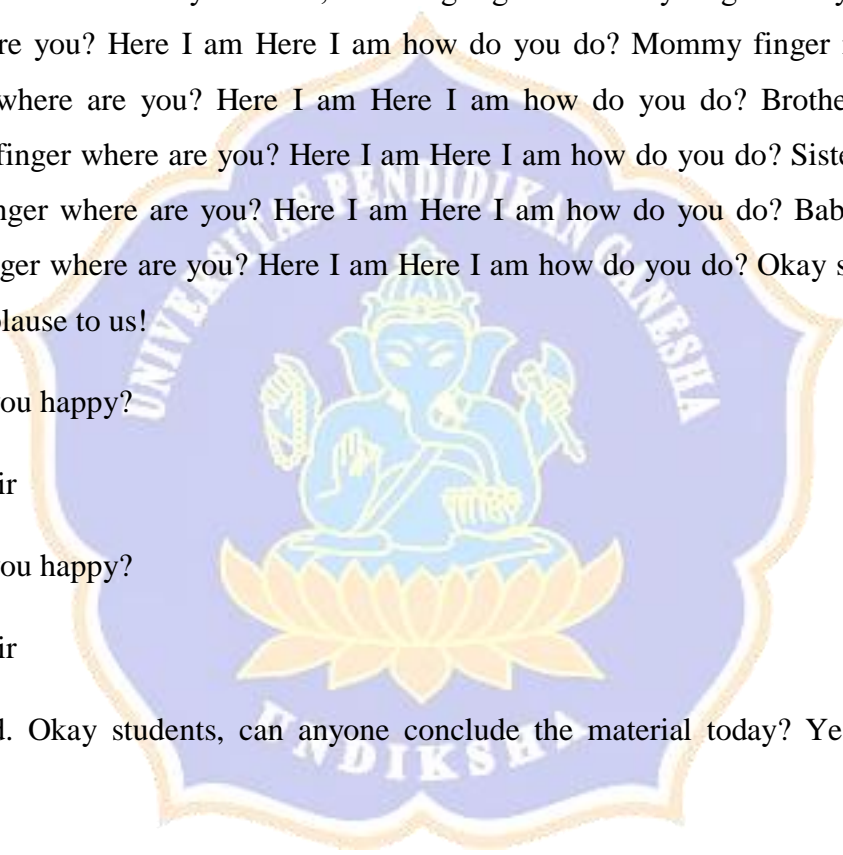 re you? Here I am Here I am how do you do? Mommy finger
where are you? Here I am Here I am how do you do? Brothe
finger where are you? Here I am Here I am how do you do? Siste
nger where are you? Here I am Here I am how do you do? Bab
ger where are you? Here I am Here I am how do you do? Okay s
plause to us!
ou happy?
ir
ou happy?
ir
d. Okay students, can anyone conclude the material today? Ye
UNIVERSITAS PENDIDIKAN GANESHA
UNDIKSHA